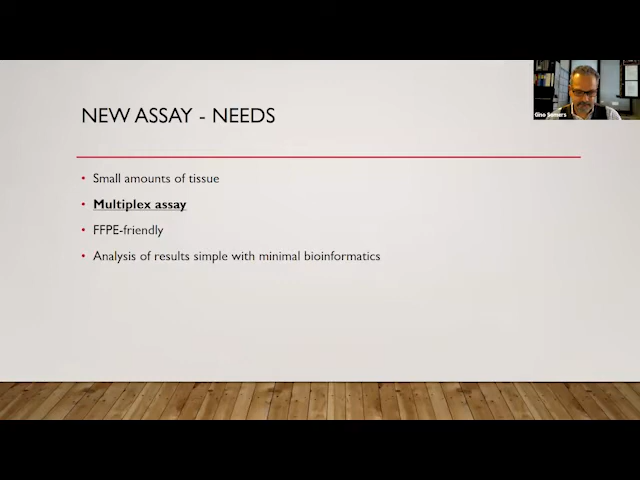 NEW ASSAY - NEEDS
• Small amounts of tissue
• Multiplex assay
• FFPE-friendly
• Analysis of results simple with minimal bioinformatics
Gino Somers